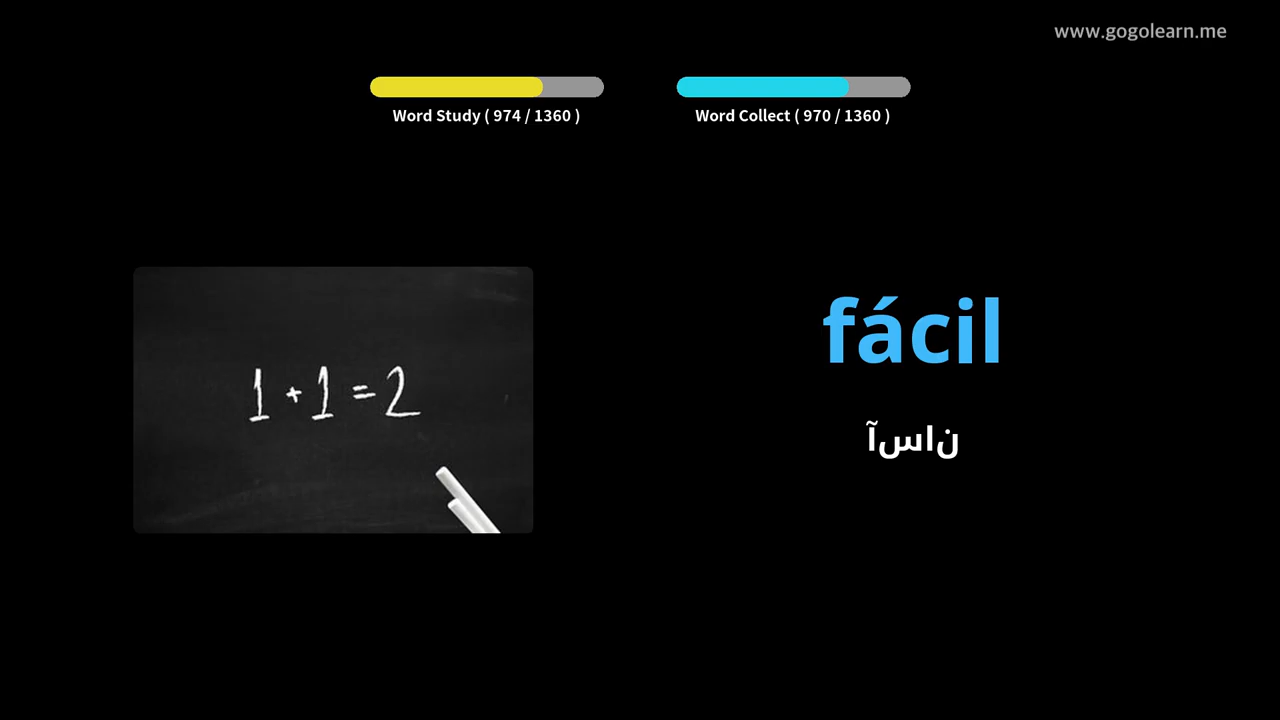 www.gogolearn.me
Word Study ( 974 / 1360 )
Word Collect ( 970 / 1360 )
1 + 1 = 2
fácil
آسان